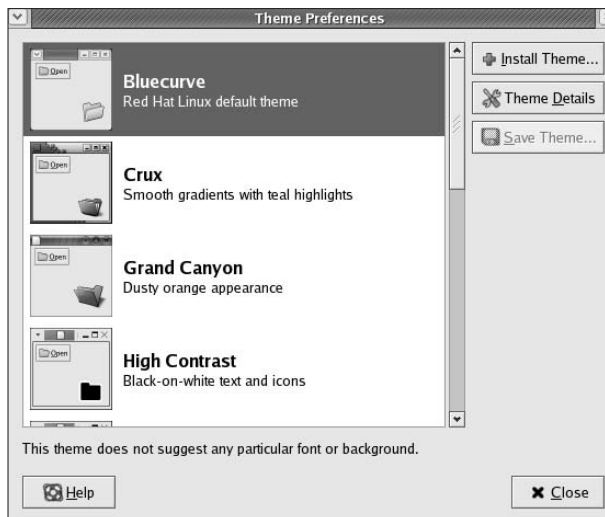 Theme Preferences
Open
Bluecurve
Red Hat Linux default theme
Install Theme...
Theme Details
Save Theme...
Open
Crux
Smooth gradients with teal highlights
Open
Grand Canyon
Dusty orange appearance
Open
High Contrast
Black-on-white text and icons
This theme does not suggest any particular font or background.
Help
Close